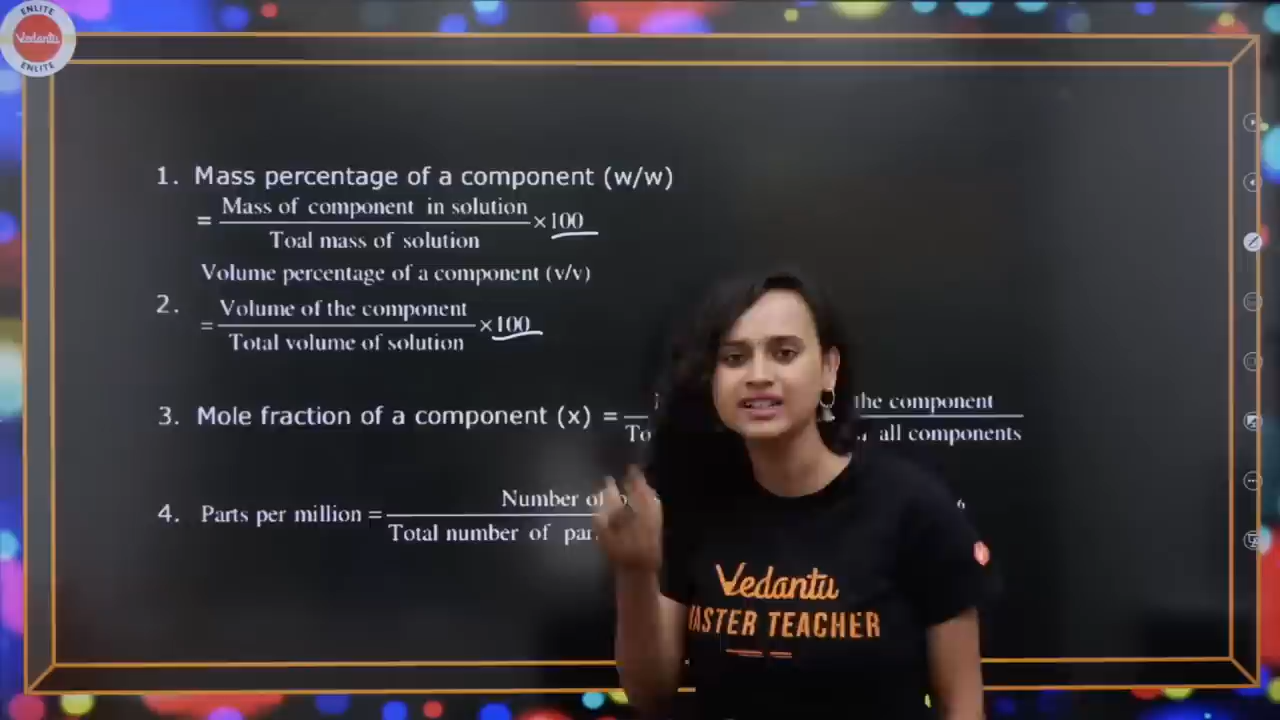 ENLITE
Vedantu
ENLITE
1. Mass percentage of a component (w/w)
= Mass of component in solution
Toal mass of solution
×100
Volume percentage of a component (v/v)
2.
= Volume of the component
Total volume of solution
×100
3. Mole fraction of a component (x) =
the component
all components
4. Parts per million =
Number of
Total number of
6
Vedantu
MASTER TEACHER